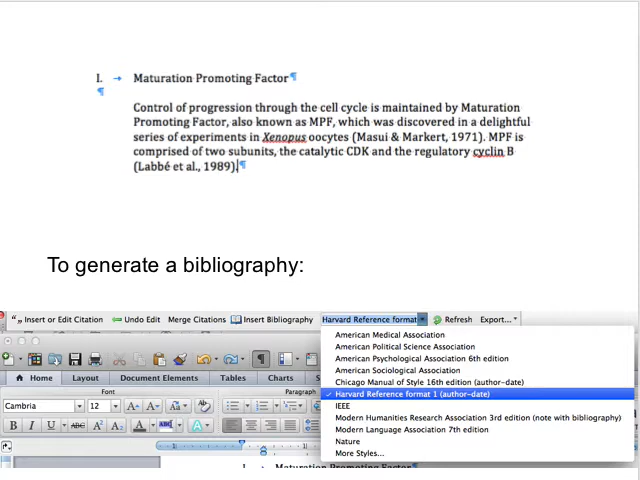 I. → Maturation Promoting Factor¶
¶
Control of progression through the cell cycle is maintained by Maturation
Promoting Factor, also known as MPF, which was discovered in a delightful
series of experiments in Xenopus oocytes (Masui & Markert, 1971). MPF is
comprised of two subunits, the catalytic CDK and the regulatory cyclin B
(Labbé et al., 1989).¶
To generate a bibliography:
Insert or Edit Citation Undo Edit Merge Citations Insert Bibliography Harvard Reference format Refresh Export...
American Medical Association
American Political Science Association
American Psychological Association 6th edition
American Sociological Association
Chicago Manual of Style 16th edition (author-date)
✓ Harvard Reference format 1 (author-date)
IEEE
Modern Humanities Research Association 3rd edition (note with bibliography)
Modern Language Association 7th edition
Nature
More Styles...
Home Layout Document Elements Tables Charts S
Font Paragraph
Cambria 12 A A Aa
B I U ABC A² A₂ A ABC
I. → Maturation Promoting Factor¶